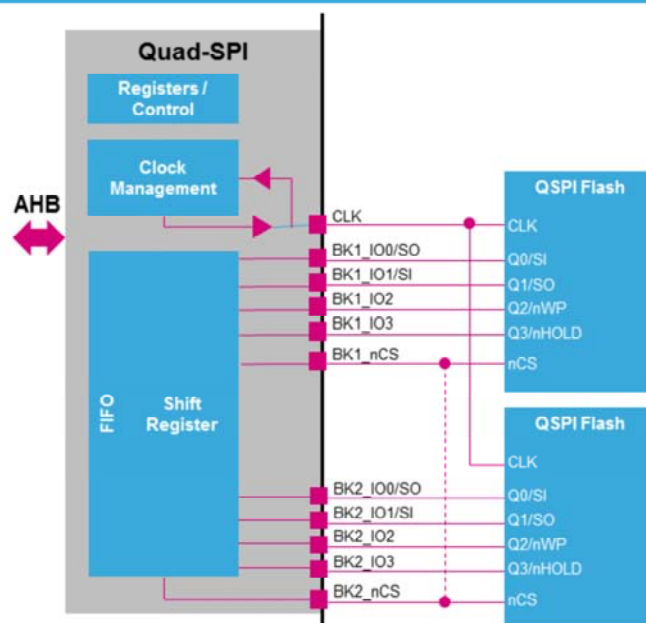 Quad-SPI
Registers /
Control
Clock
Management
AHB
FIFO
Shift
Register
CLK
BK1_IO0/SO
BK1_IO1/SI
BK1_IO2
BK1_IO3
BK1_nCS
BK2_IO0/SO
BK2_IO1/SI
BK2_IO2
BK2_IO3
BK2_nCS
QSPI Flash
CLK
Q0/SI
Q1/SO
Q2/nWP
Q3/nHOLD
nCS
QSPI Flash
CLK
Q0/SI
Q1/SO
Q2/nWP
Q3/nHOLD
nCS